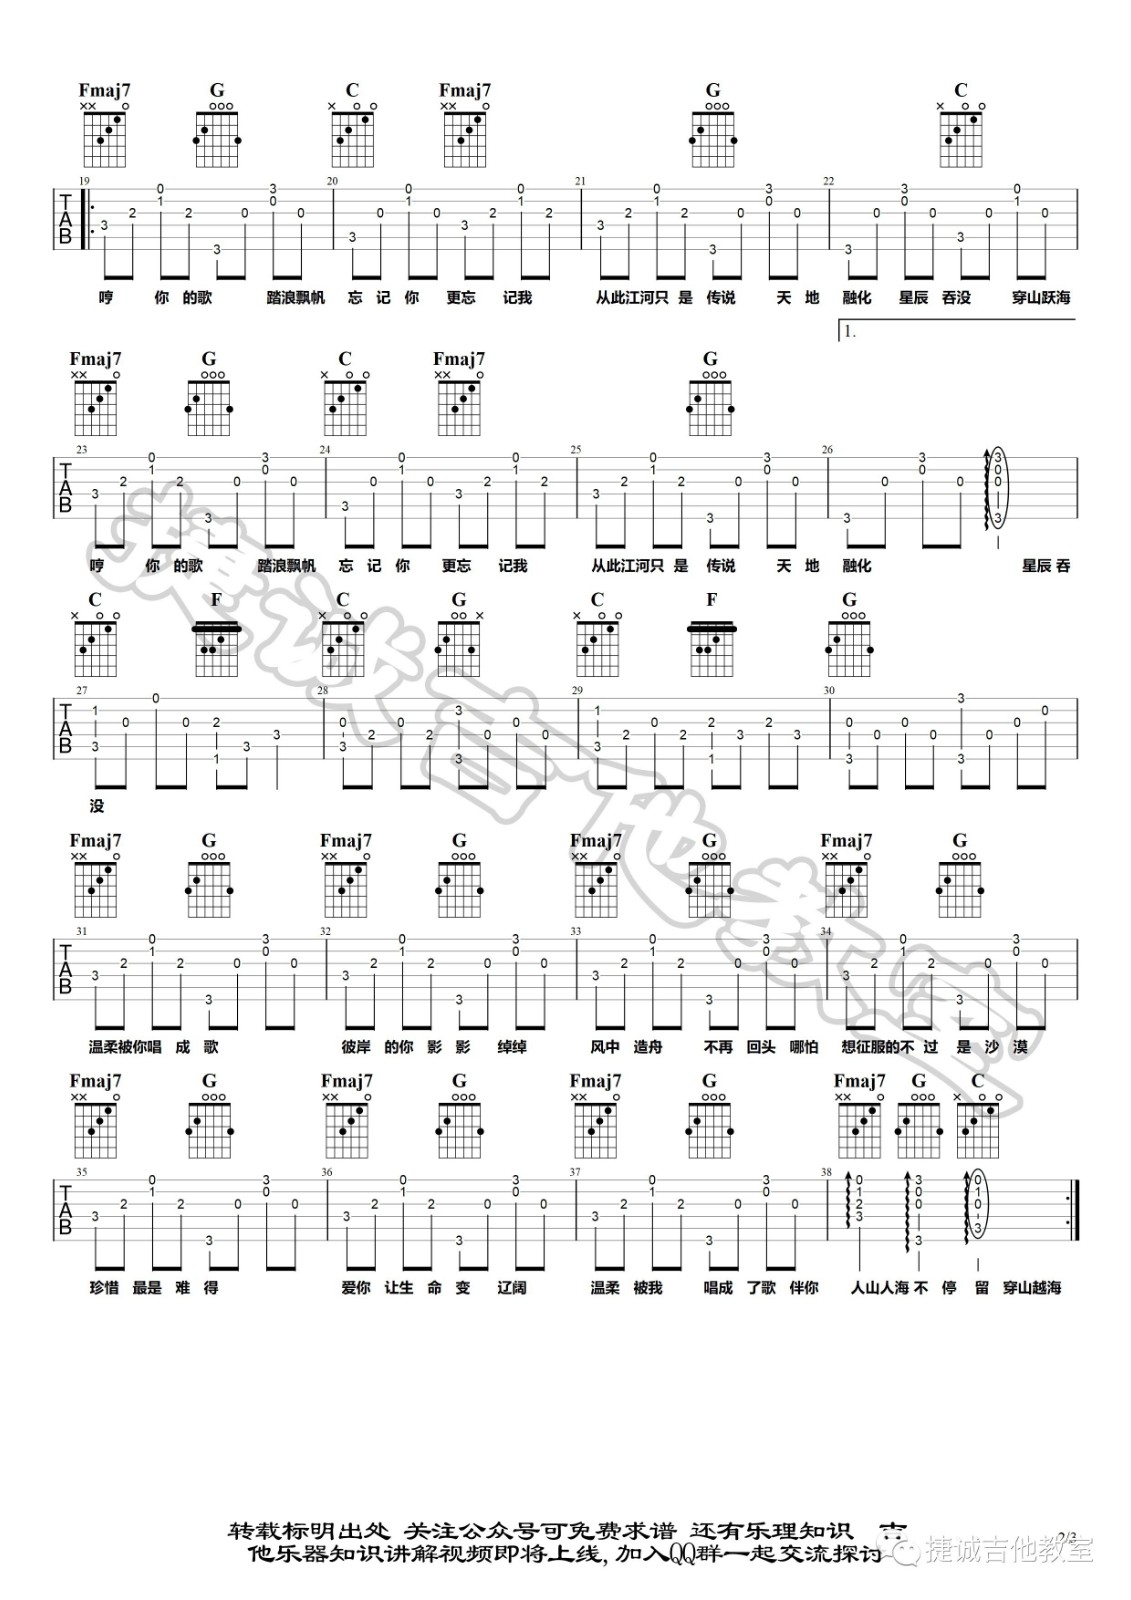 Fmaj7 G C Fmaj7 G C
19 20 21 22
哼 你 的歌 踏浪飘帆 忘记 你 更忘 记我 从此江河只 是 传说 天 地 融化 星辰 吞没 穿山跃海
1.
Fmaj7 G C Fmaj7 G
23 24 25 26
哼 你 的歌 踏浪飘帆 忘 记 你 更忘 记我 从此江河只 是 传说 天 地 融化 星辰 吞
C F C G C F G
27 28 29 30
没
Fmaj7 G Fmaj7 G Fmaj7 G Fmaj7 G
31 32 33 34
温柔被你唱 成 歌 彼岸 的你 影 影 绰绰 风中 造舟 不再 回头 哪怕 想征服的不 过 是 沙 漠
Fmaj7 G Fmaj7 G Fmaj7 G Fmaj7 G C
35 36 37 38
珍惜 最是 难 得 爱你 让生 命 变 辽阔 温柔 被我 唱成 了歌 伴你 人山人海 不 停 留 穿山越海
捷诚吉他教室
转载标明出处 关注公众号可免费求谱 还有乐理知识 吉
他乐器知识讲解视频即将上线, 加入QQ群一起交流探讨
捷诚吉他教室
2/3